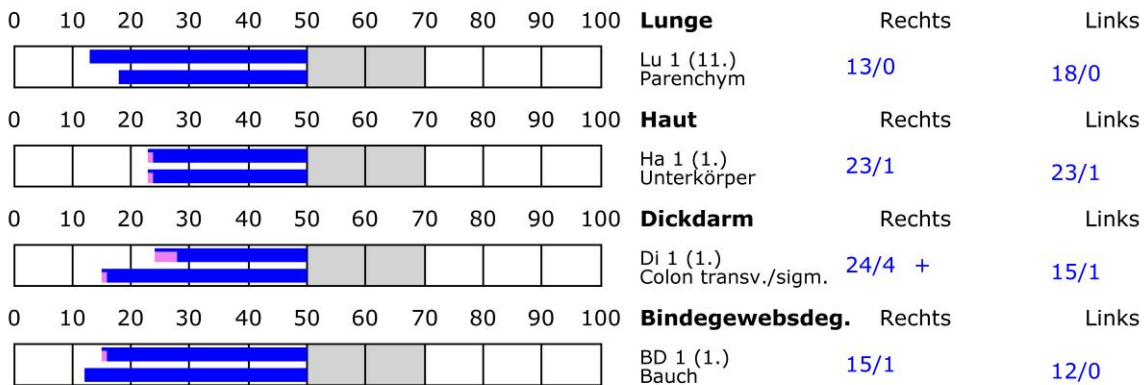 0 10 20 30 40 50 60 70 80 90 100 Lunge Rechts Links
Lu 1 (11.) 13/0 18/0
Parenchym
0 10 20 30 40 50 60 70 80 90 100 Haut Rechts Links
Ha 1 (1.) 23/1 23/1
Unterkörper
0 10 20 30 40 50 60 70 80 90 100 Dickdarm Rechts Links
Di 1 (1.) 24/4 + 15/1
Colon transv./sigm.
0 10 20 30 40 50 60 70 80 90 100 Bindegewebsdeg. Rechts Links
BD 1 (1.) 15/1 12/0
Bauch